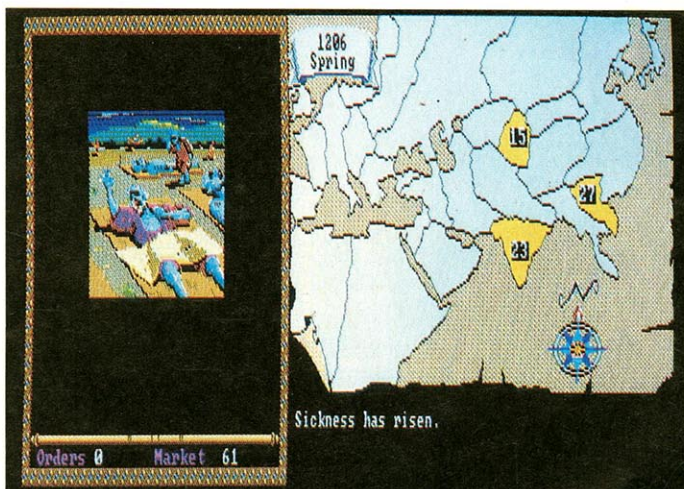 1206
Spring
15
27
23
Sickness has risen.
Orders 0 Market 61
N